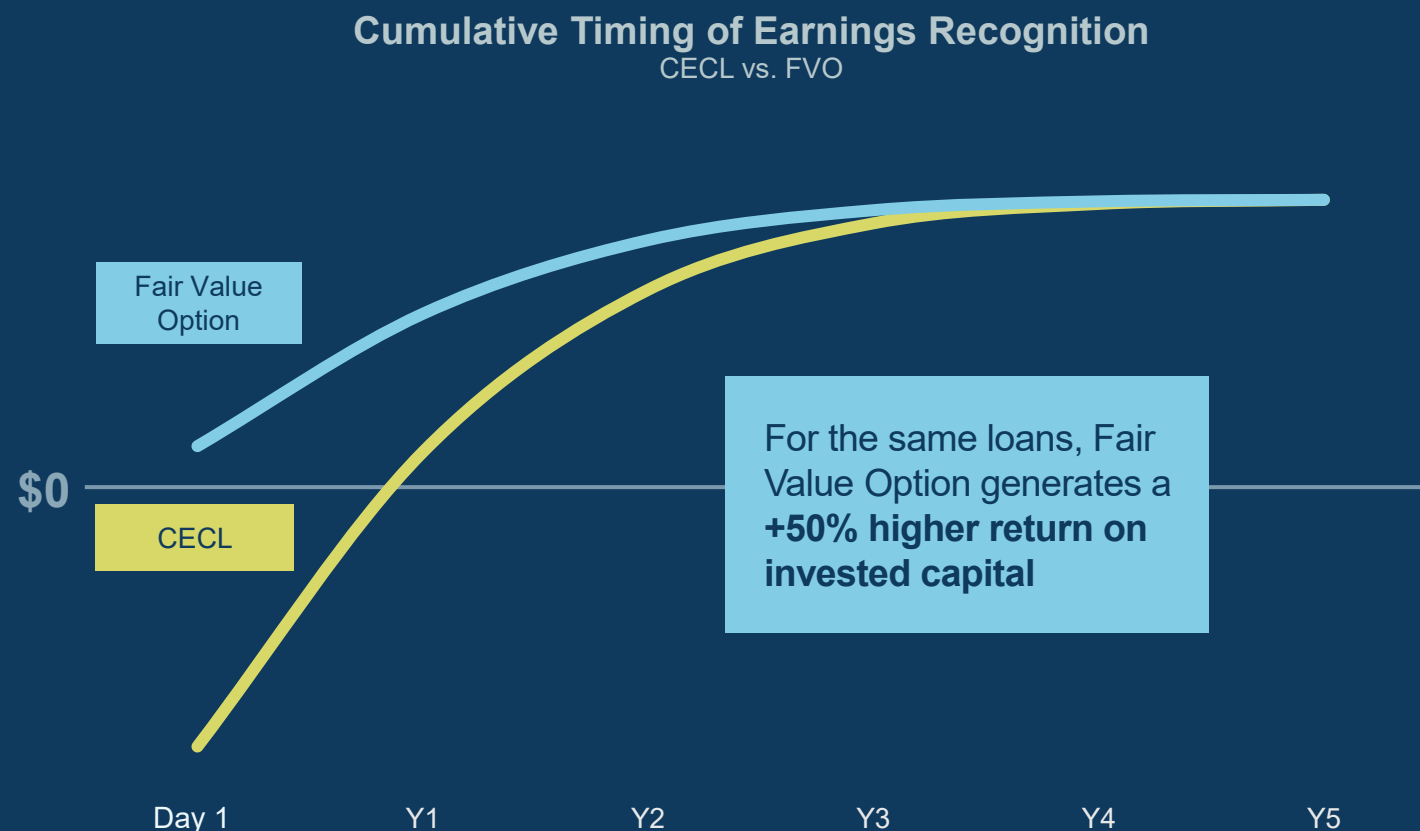 Cumulative Timing of Earnings Recognition
CECL vs. FVO
Fair Value
Option
For the same loans, Fair
Value Option generates a
+50% higher return on
invested capital
$0
CECL
Day 1 Y1 Y2 Y3 Y4 Y5